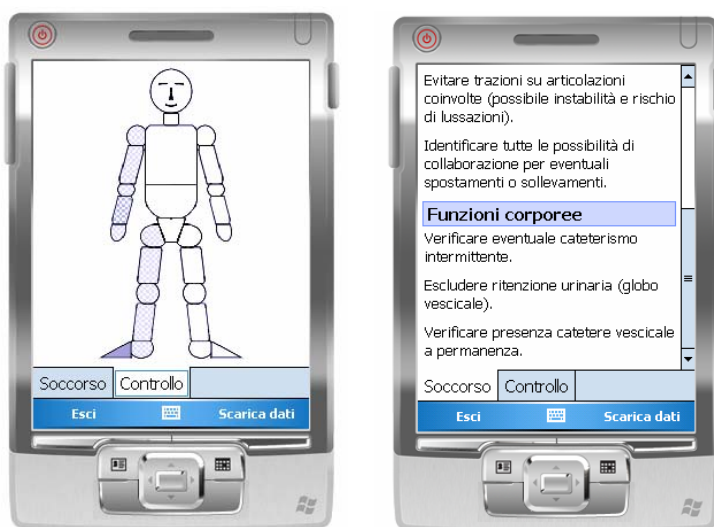 Soccorso Controllo
Esci Scarica dati
Evitare trazioni su articolazioni
coinvolte (possibile instabilità e rischio
di lussazioni).
Identificare tutte le possibilità di
collaborazione per eventuali
spostamenti o sollevamenti.
Funzioni corporee
Verificare eventuale cateterismo
intermittente.
Escludere ritenzione urinaria (globo
vescicale).
Verificare presenza catetere vescicale
a permanenza.
Soccorso Controllo
Esci Scarica dati